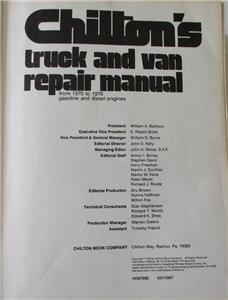 Chilton's
truck and van
repair manual
from 1970 to 1976
gasoline and diesel engines
President William A. Barbour
Executive Vice President K. Robert Brink
Vice President & General Manager William D. Byrne
Editorial Director John D. Kelly
Managing Editor John H. Weise, S.A.E.
Editorial Staff Arthur I. Birney
Stephen Davis
Kerry Freeman
Martin J. Gunther
Martin W. Kane
Peter Meyer
Richard J. Rivele
Editorial Production Dru Brown
Donna Hoffman
Milton Fox
Technical Consultants Stan Stephenson
Robert T.
Edward K. Shea
Production Manager Warren Owens
Assistant Timothy Frelick
CHILTON BOOK COMPANY Chilton Way, Radnor, Pa. 19089